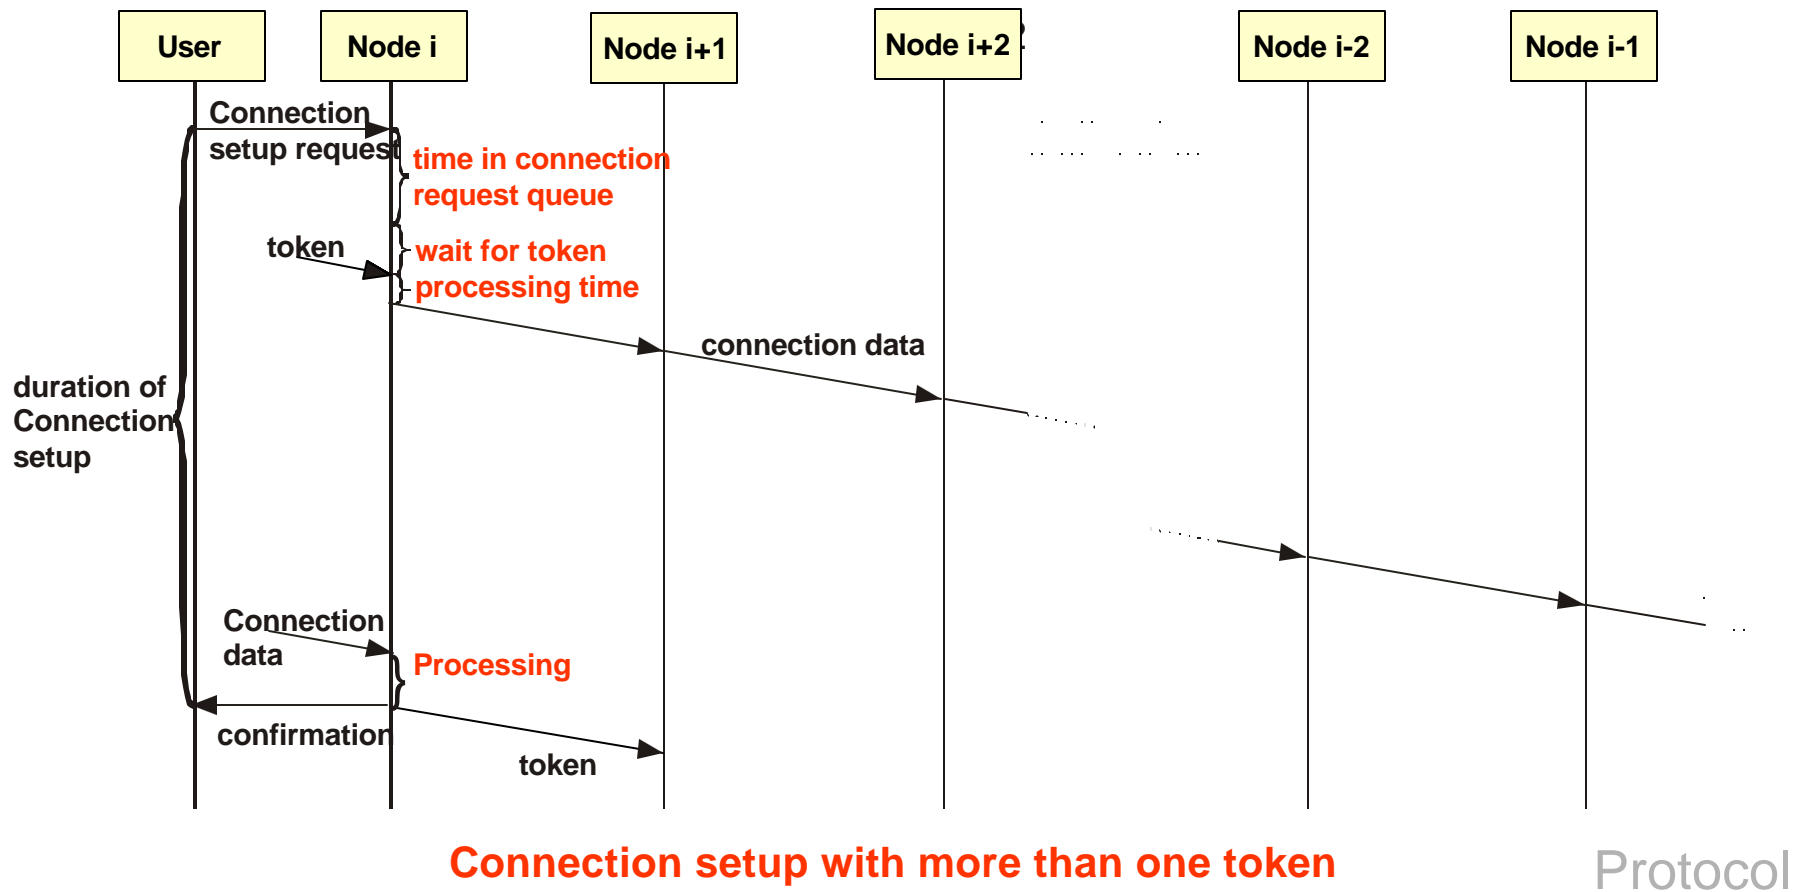 User
Node i
Node i+1
Node i+2
Node i-2
Node i-1
Connection
setup request
time in connection
request queue
token
wait for token
processing time
connection data
duration of
Connection
setup
Connection
data
Processing
confirmation
token
Connection setup with more than one token
Protocol